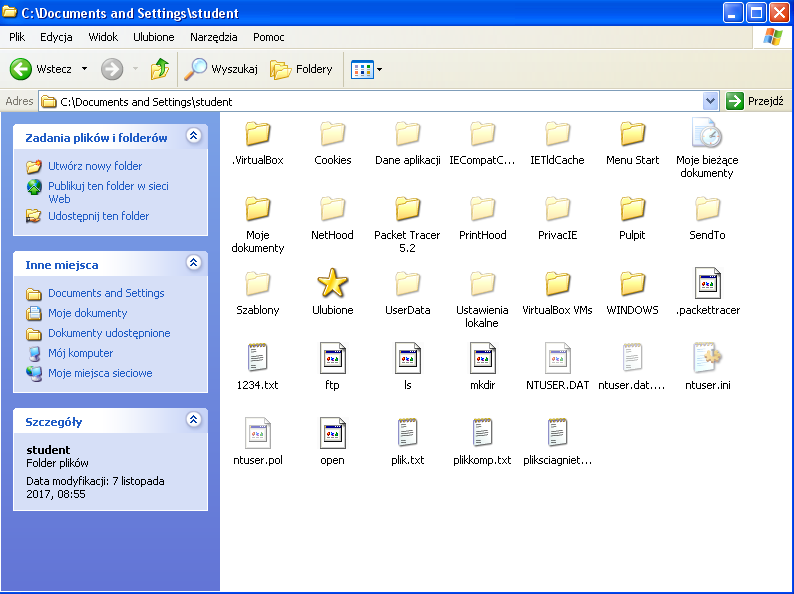 C:\Documents and Settings\student
Plik Edycja Widok Ulubione Narzędzia Pomoc
Wstecz Wyszukaj Foldery
Adres C:\Documents and Settings\student Przejdź
Zadania plików i folderów
Utwórz nowy folder
Publikuj ten folder w sieci
Web
Udostępnij ten folder
Inne miejsca
Documents and Settings
Moje dokumenty
Dokumenty udostępnione
Mój komputer
Moje miejsca sieciowe
Szczegóły
student
Folder plików
Data modyfikacji: 7 listopada
2017, 08:55
.VirtualBox Cookies Dane aplikacji IECompatC... IETldCache Menu Start Moje bieżące
dokumenty
Moje
dokumenty
NetHood Packet Tracer
5.2
PrintHood PrivacIE Pulpit SendTo
Szablony Ulubione UserData Ustawienia
lokalne
VirtualBox VMs WINDOWS .packettracer
1234.txt ftp ls mkdir NTUSER.DAT ntuser.dat.... ntuser.ini
ntuser.pol open plik.txt plikkomp.txt pliksciagniet...